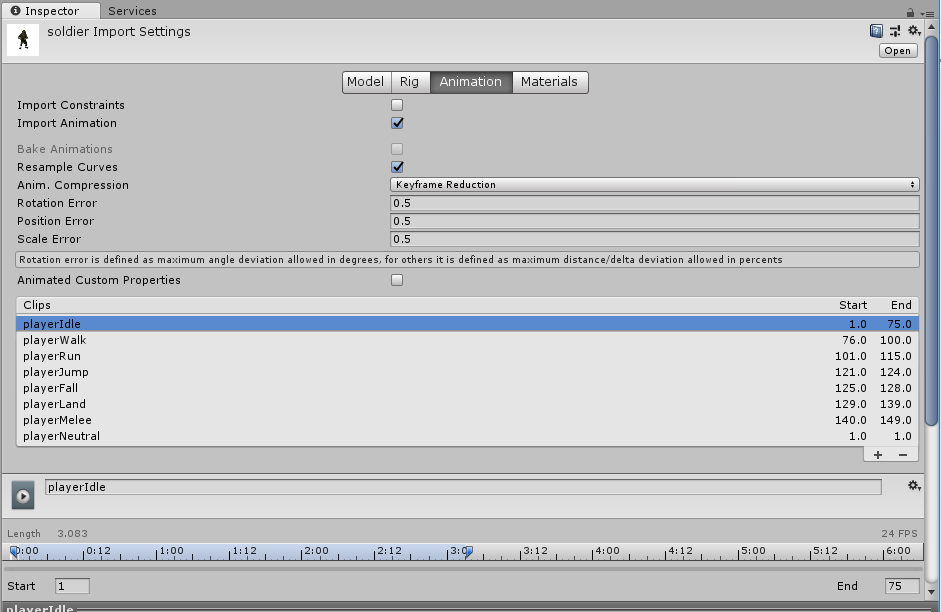 Inspector Services
soldier Import Settings
Open
Model Rig Animation Materials
Import Constraints
Import Animation
Bake Animations
Resample Curves
Anim. Compression Keyframe Reduction
Rotation Error 0.5
Position Error 0.5
Scale Error 0.5
Rotation error is defined as maximum angle deviation allowed in degrees, for others it is defined as maximum distance/delta deviation allowed in percents
Animated Custom Properties
Clips Start End
playerIdle 1.0 75.0
playerWalk 76.0 100.0
playerRun 101.0 115.0
playerJump 121.0 124.0
playerFall 125.0 128.0
playerLand 129.0 139.0
playerMelee 140.0 149.0
playerNeutral 1.0 1.0
+ −
playerIdle
Length 3.083 24 FPS
0:00 0:12 1:00 1:12 2:00 2:12 3:0 3:12 4:00 4:12 5:00 5:12 6:00
Start 1 End 75
playerIdle